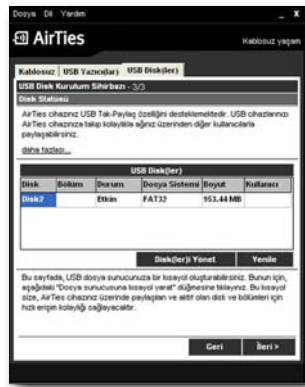 Dosya Dil Yardım _ X
AirTies Kablosuz yaşam
Kablosuz USB Yazıcı(lar) USB Disk(ler)
USB Disk Kurulum Sihirbazı - 3/3
Disk Statüsü
AirTies cihazınız USB Tak-Paylaş özelliğini desteklemektedir. USB cihazlarınızı
AirTies cihazınıza takıp kolaylıkla ağınız üzerinden diğer kullanıcılarla
paylaşabilirsiniz.
daha fazlası...
USB Disk(ler)
Disk Bölüm Durum Dosya Sistemi Boyut Kullanıcı
Disk2 Etkin FAT32 953.44 MB
Disk(ler)i Yönet Yenile
Bu sayfada, USB dosya sunucunuza bir kısayol oluşturabilirsiniz. Bunun için,
aşağıdaki "Dosya sunucusuna kısayol yarat" düğmesine tıklayınız. Bu kısayol
size, AirTies cihazınız üzerinde paylaşılan ve aktif olan disk ve bölümleri için
hızlı erişim kolaylığı sağlayacaktır.
Geri İleri >